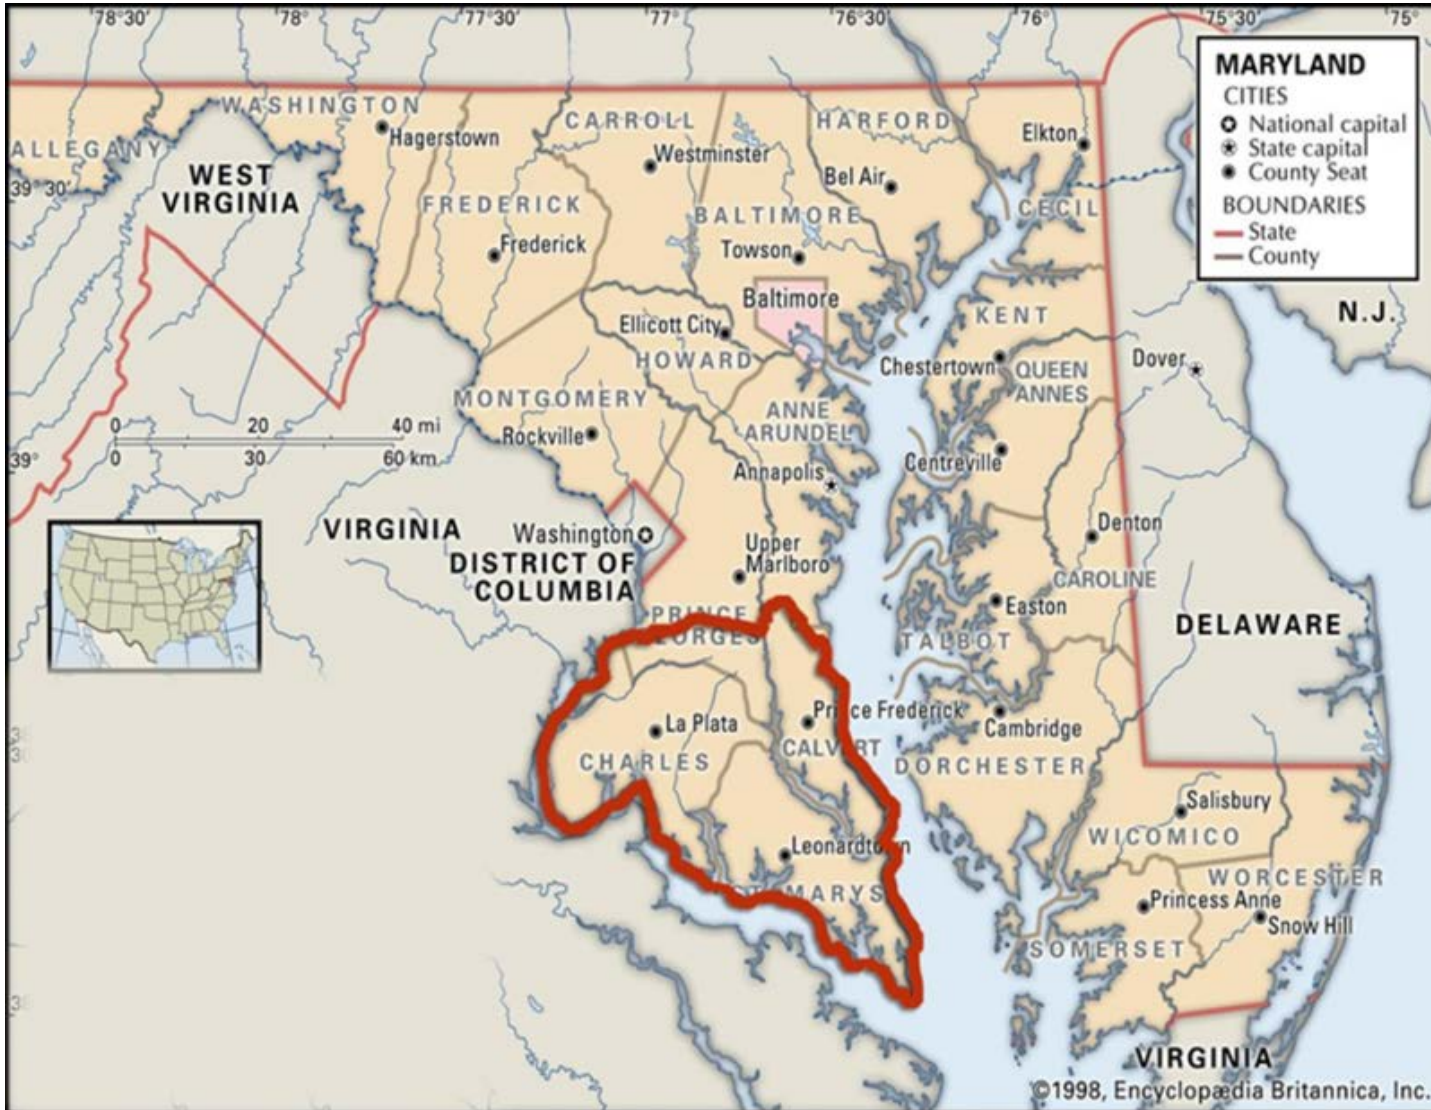 78°30'
78°
77°30'
77°
76°30'
76°
75°30'
75°
MARYLAND
CITIES
National capital
State capital
County Seat
BOUNDARIES
State
County
WASHINGTON
Hagerstown
ALLEGANY
39°30'
WEST
VIRGINIA
CARROLL
Westminster
HARFORD
Elkton
Bel Air
FREDERICK
Frederick
BALTIMORE
Towson
CECIL
Baltimore
Ellicott City
HOWARD
KENT
N.J.
Chestertown
QUEEN
ANNES
Dover
MONTGOMERY
Rockville
ANNE
ARUNDEL
0 20 40 mi
0 30 60 km
39°
Annapolis
Centreville
VIRGINIA
Washington
DISTRICT OF
COLUMBIA
Upper
Marlboro
Denton
CAROLINE
Easton
PRINCE
TALBOT
DELAWARE
La Plata
Prince Frederick
Cambridge
CHARLES
CALVERT
DORCHESTER
Salisbury
WICOMICO
Leonardtown
MARYS
WORCESTER
Princess Anne
Snow Hill
SOMERSET
VIRGINIA
©1998, Encyclopædia Britannica, Inc.